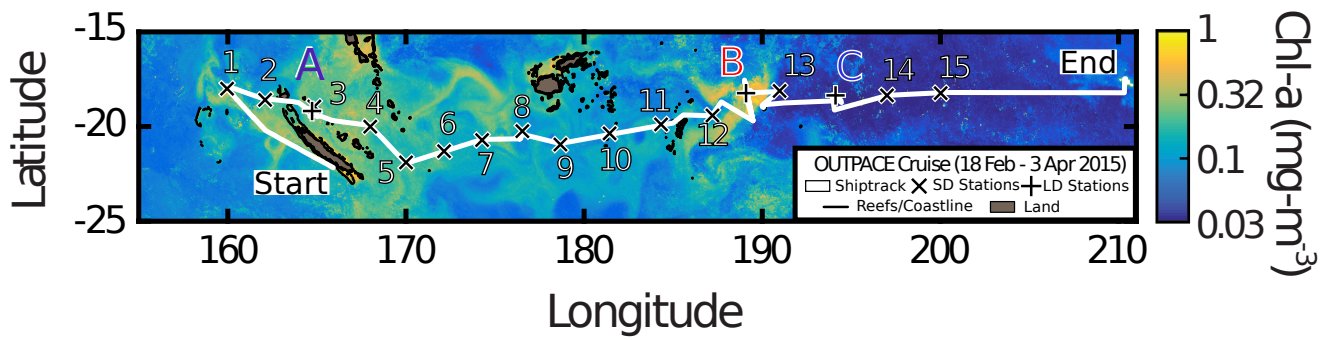 Latitude
-15
-20
-25
1
2
A
3
4
5
6
7
8
9
10
11
12
B
13
C
14
15
End
Start
OUTPACE Cruise (18 Feb - 3 Apr 2015)
Shiptrack SD Stations LD Stations
Reefs/Coastline Land
160 170 180 190 200 210
Longitude
1
0.32
0.1
0.03
Chl-a (mg-m-3)